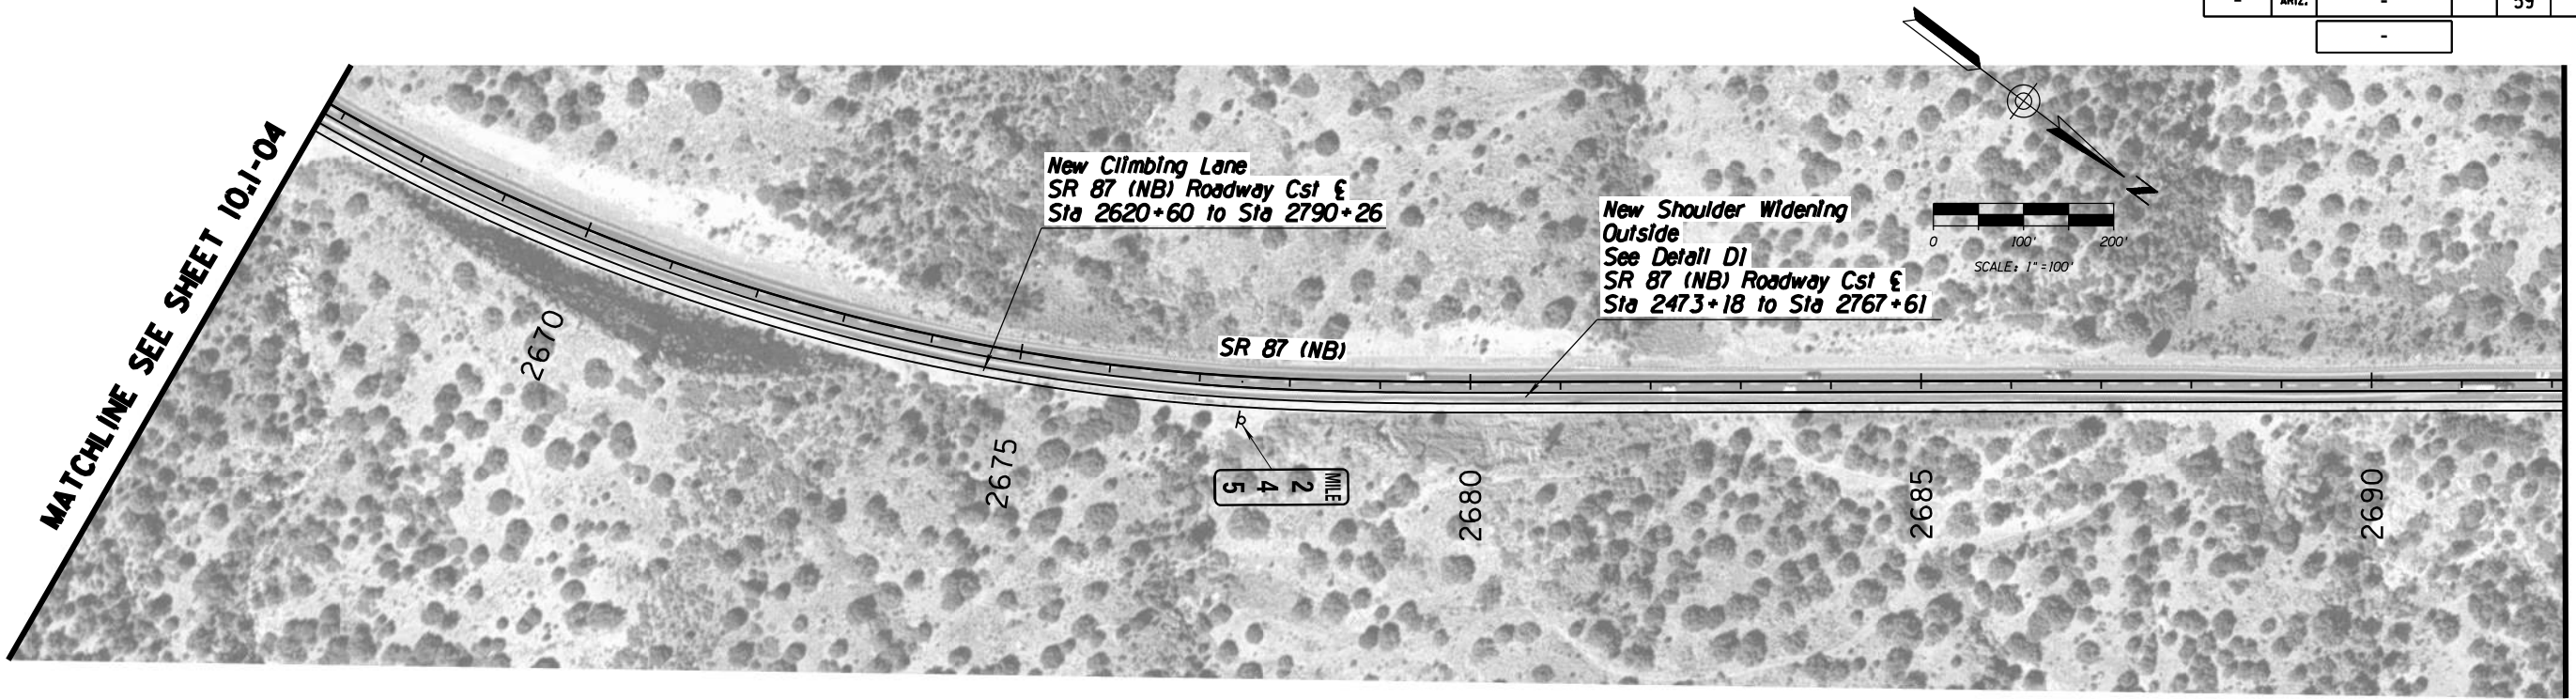 - ARIZ. - 59
-
MATCHLINE SEE SHEET 10.1-04
New Climbing Lane
SR 87 (NB) Roadway Cst ℄
Sta 2620+60 to Sta 2790+26
New Shoulder Widening
Outside
See Detail D1
SR 87 (NB) Roadway Cst ℄
Sta 2473+18 to Sta 2767+61
N
0 100' 200'
SCALE: 1"=100'
SR 87 (NB)
2670
2675
2680
2685
2690
MILE
2
4
5